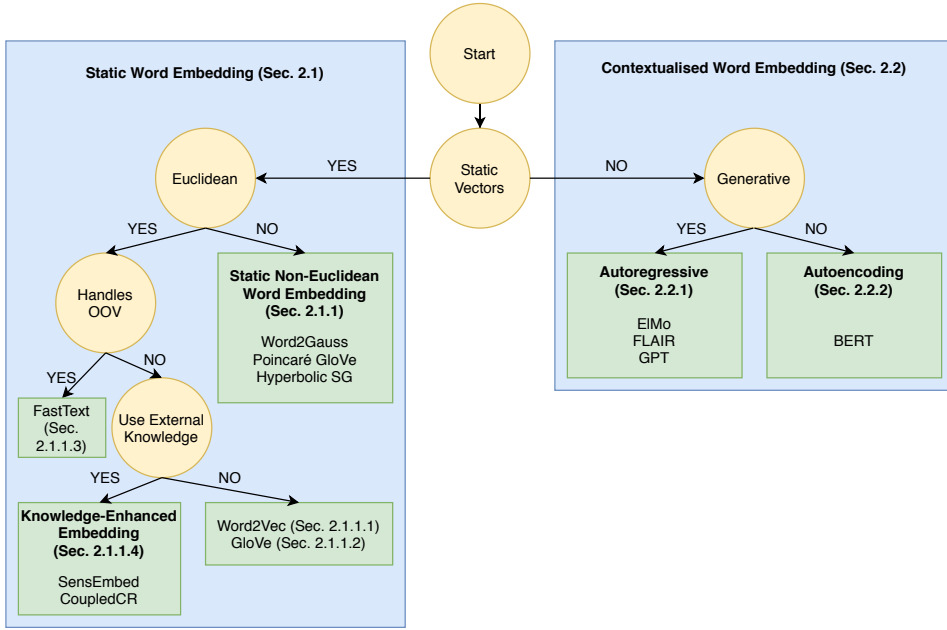 Start
Static Word Embedding (Sec. 2.1)
Contextualised Word Embedding (Sec. 2.2)
Static
Vectors
YES
NO
Euclidean
Generative
YES
NO
YES
NO
Handles
OOV
Static Non-Euclidean
Word Embedding
(Sec. 2.1.1)
Word2Gauss
Poincaré GloVe
Hyperbolic SG
Autoregressive
(Sec. 2.2.1)
ElMo
FLAIR
GPT
Autoencoding
(Sec. 2.2.2)
BERT
YES
NO
FastText
(Sec.
2.1.1.3)
Use External
Knowledge
YES
NO
Knowledge-Enhanced
Embedding
(Sec. 2.1.1.4)
SensEmbed
CoupledCR
Word2Vec (Sec. 2.1.1.1)
GloVe (Sec. 2.1.1.2)